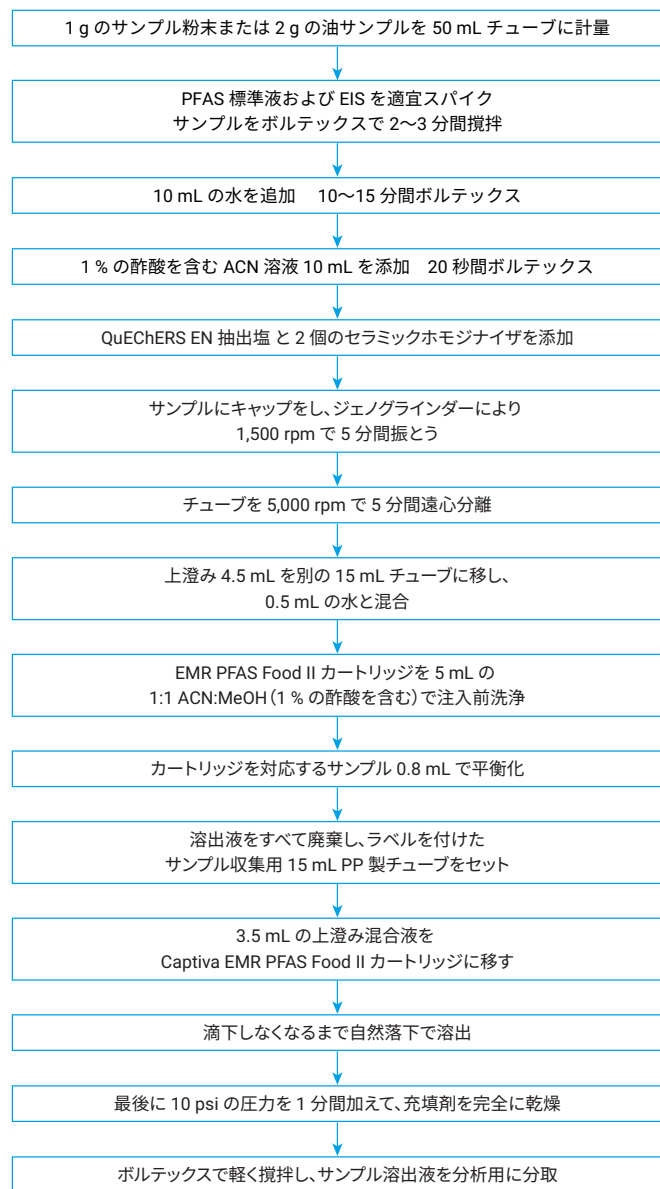 1 g のサンプル粉末または 2 g の油サンプルを 50 mL チューブに計量
PFAS 標準液および EIS を適宜スパイク
サンプルをボルテックスで 2～3 分間撹拌
10 mL の水を追加　10～15 分間ボルテックス
1 % の酢酸を含む ACN 溶液 10 mL を添加　20 秒間ボルテックス
QuEChERS EN 抽出塩 と 2 個のセラミックホモジナイザを添加
サンプルにキャップをし、ジェノグラインダーにより
1,500 rpm で 5 分間振とう
チューブを 5,000 rpm で 5 分間遠心分離
上澄み 4.5 mL を別の 15 mL チューブに移し、
0.5 mL の水と混合
EMR PFAS Food II カートリッジを 5 mL の
1:1 ACN:MeOH（1 % の酢酸を含む）で注入前洗浄
カートリッジを対応するサンプル 0.8 mL で平衡化
溶出液をすべて廃棄し、ラベルを付けた
サンプル収集用 15 mL PP 製チューブをセット
3.5 mL の上澄み混合液を
Captiva EMR PFAS Food II カートリッジに移す
滴下しなくなるまで自然落下で溶出
最後に 10 psi の圧力を 1 分間加えて、充填剤を完全に乾燥
ボルテックスで軽く撹拌し、サンプル溶出液を分析用に分取